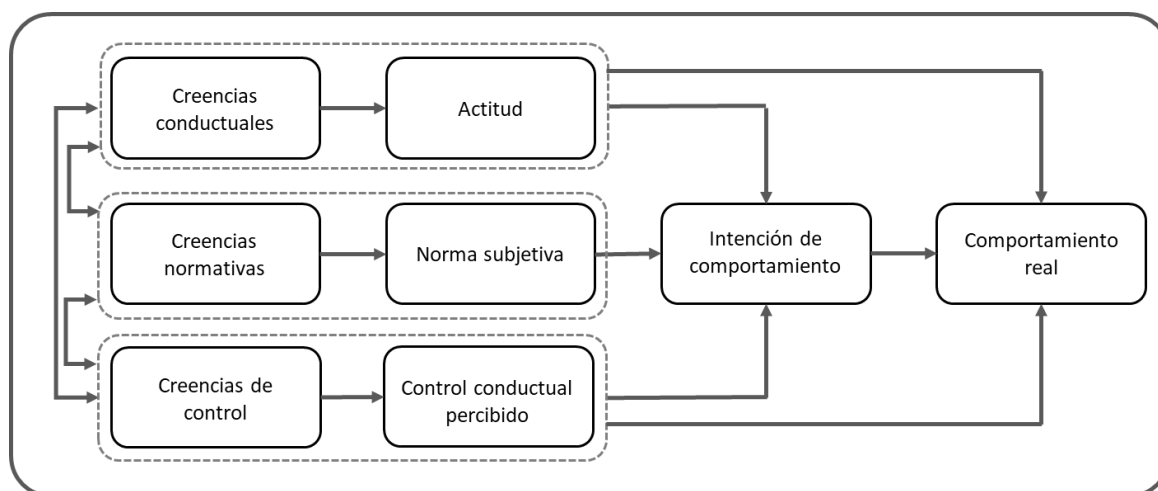 Creencias
conductuales
Actitud
Creencias
normativas
Norma subjetiva
Intención de
comportamiento
Comportamiento
real
Creencias de
control
Control conductual
percibido